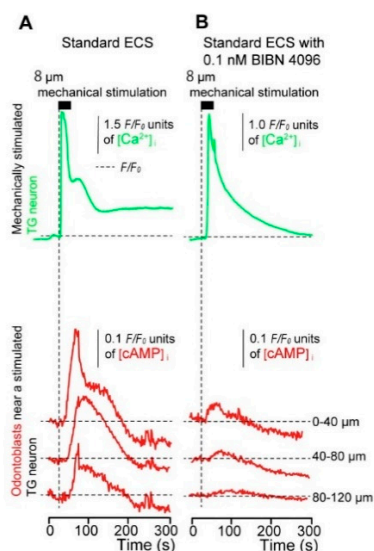 A
Standard ECS
8 µm
mechanical stimulation
1.5 F/F₀ units
of [Ca²⁺]ᵢ
F/F₀
Mechanically stimulated
TG neuron
B
Standard ECS with
0.1 nM BIBN 4096
8 µm
mechanical stimulation
1.0 F/F₀ units
of [Ca²⁺]ᵢ
0.1 F/F₀ units
of [cAMP]ᵢ
Odontoblasts near a stimulated
TG neuron
0.1 F/F₀ units
of [cAMP]ᵢ
0-40 µm
40-80 µm
80-120 µm
0 100 200 300
Time (s)
0 100 200 300
Time (s)